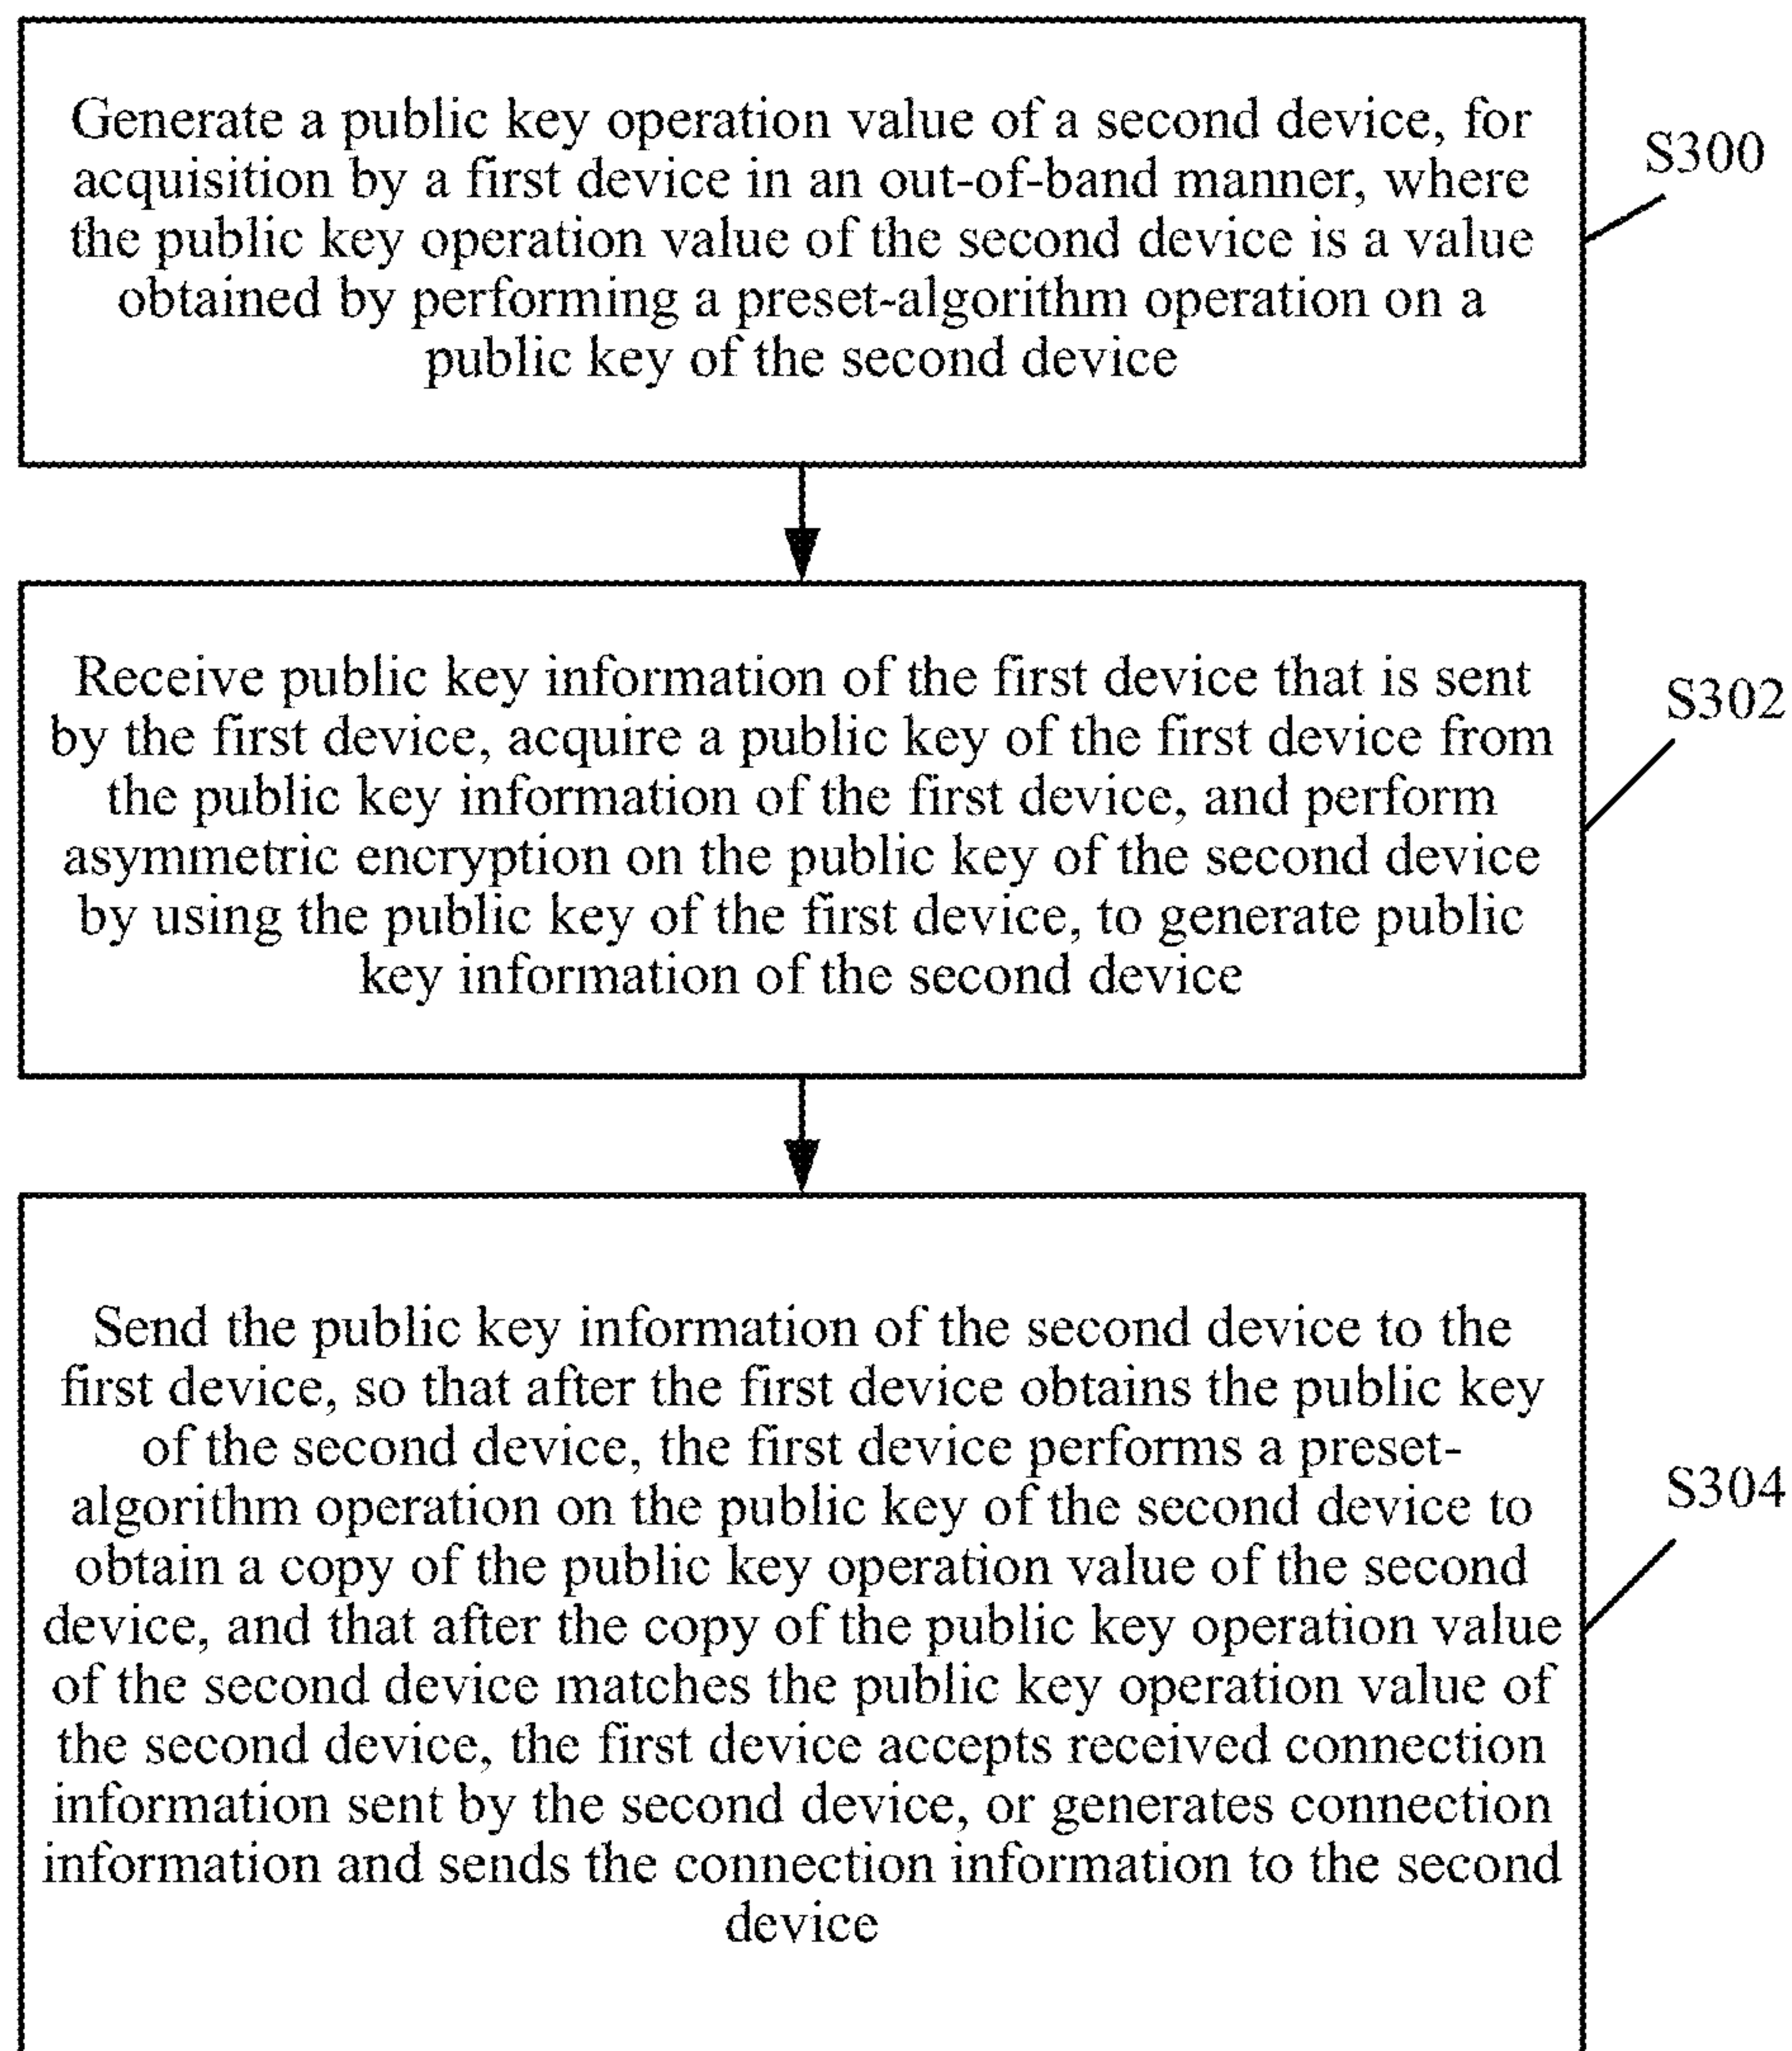 Generate a public key operation value of a second device, for
acquisition by a first device in an out-of-band manner, where
the public key operation value of the second device is a value
obtained by performing a preset-algorithm operation on a
public key of the second device
S300
Receive public key information of the first device that is sent
by the first device, acquire a public key of the first device from
the public key information of the first device, and perform
asymmetric encryption on the public key of the second device
by using the public key of the first device, to generate public
key information of the second device
S302
Send the public key information of the second device to the
first device, so that after the first device obtains the public key
of the second device, the first device performs a preset-
algorithm operation on the public key of the second device to
obtain a copy of the public key operation value of the second
device, and that after the copy of the public key operation value
of the second device matches the public key operation value of
the second device, the first device accepts received connection
information sent by the second device, or generates connection
information and sends the connection information to the second
device
S304